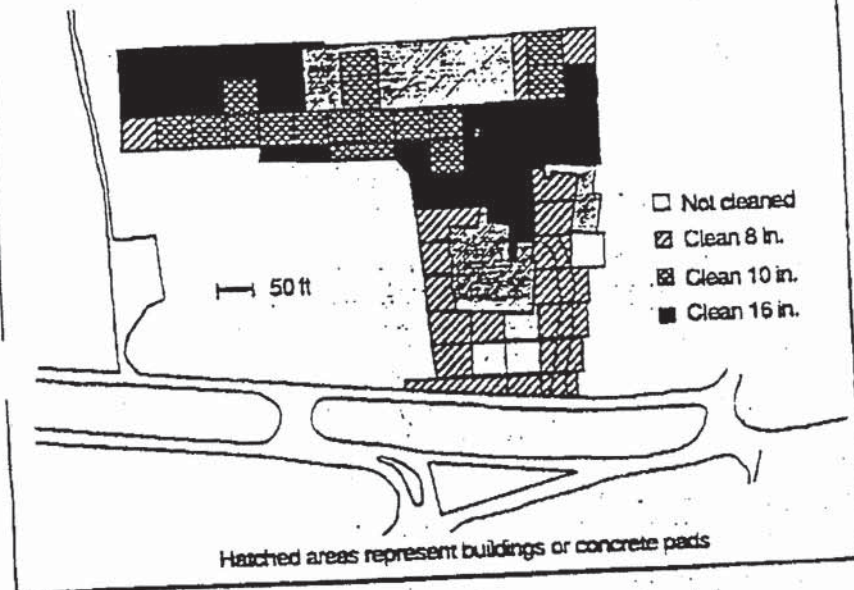 Not cleaned
Clean 8 in.
50 ft
Clean 10 in.
Clean 16 in.
Hatched areas represent buildings or concrete pads